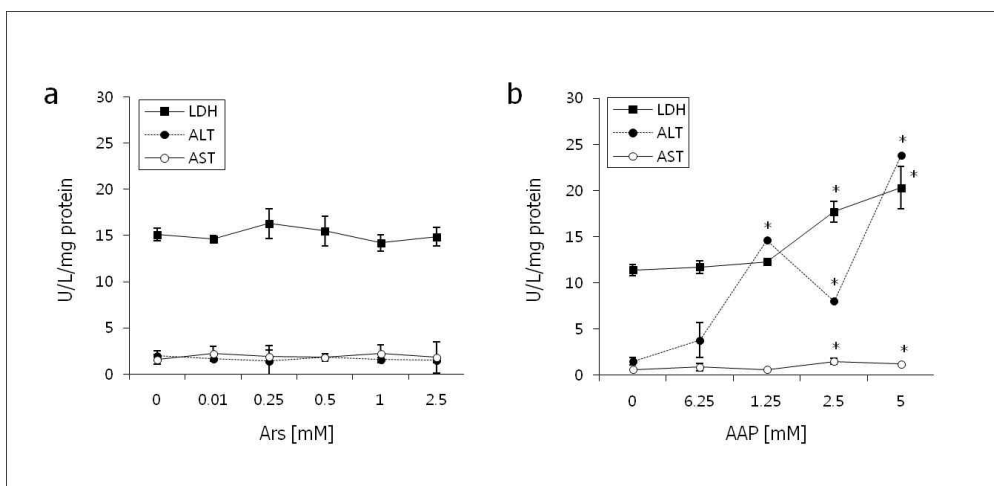 a
30
25
20
15
10
5
0
U/L/mg protein
LDH
ALT
AST
0 0.01 0.25 0.5 1 2.5
Ars [mM]
b
30
25
20
15
10
5
0
U/L/mg protein
LDH
ALT
AST
* * * * * * *
0 6.25 1.25 2.5 5
AAP [mM]